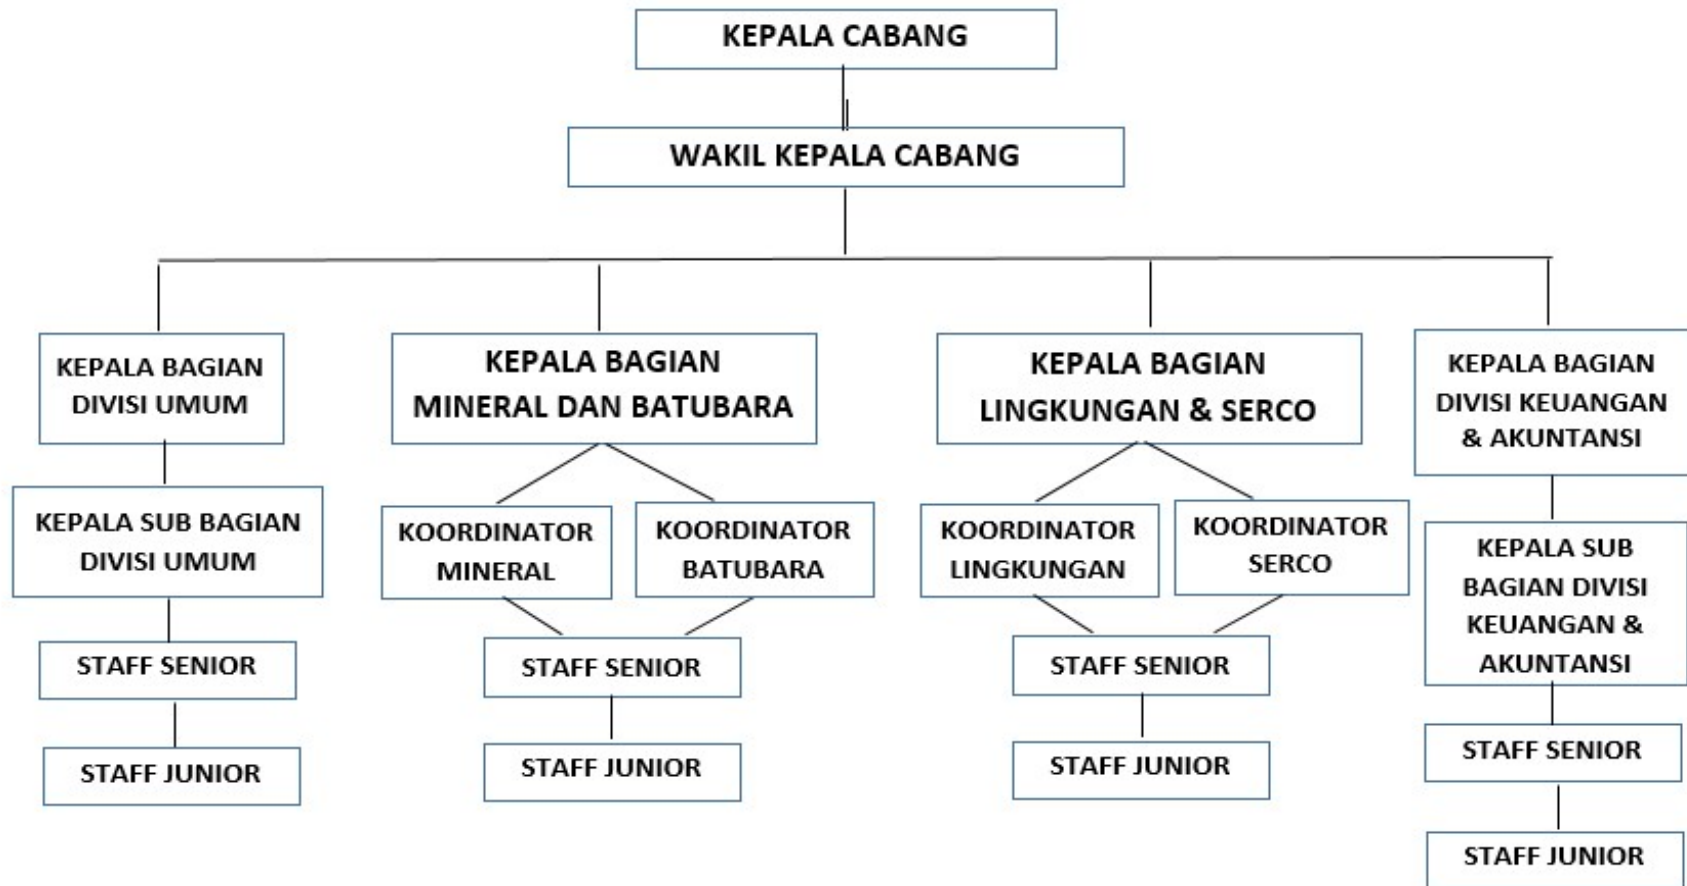 KEPALA CABANG
WAKIL KEPALA CABANG
KEPALA BAGIAN
DIVISI UMUM
KEPALA BAGIAN
MINERAL DAN BATUBARA
KEPALA BAGIAN
LINGKUNGAN & SERCO
KEPALA BAGIAN
DIVISI KEUANGAN
& AKUNTANSI
KEPALA SUB BAGIAN
DIVISI UMUM
KOORDINATOR
MINERAL
KOORDINATOR
BATUBARA
KOORDINATOR
LINGKUNGAN
KOORDINATOR
SERCO
KEPALA SUB
BAGIAN DIVISI
KEUANGAN &
AKUNTANSI
STAFF SENIOR
STAFF SENIOR
STAFF SENIOR
STAFF SENIOR
STAFF JUNIOR
STAFF JUNIOR
STAFF JUNIOR
STAFF JUNIOR